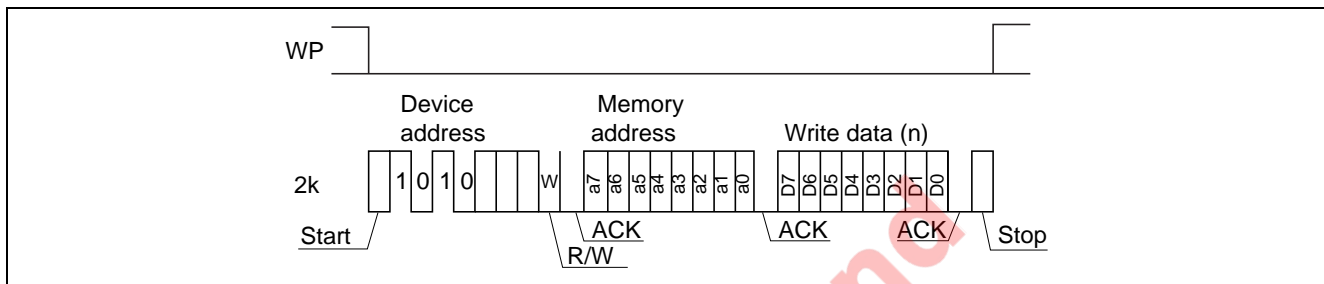 WP
Device address
Memory address
Write data (n)
2k
1 0 1 0
W
a7 a6 a5 a4 a3 a2 a1 a0
D7 D6 D5 D4 D3 D2 D1 D0
Start
ACK
R/W
ACK
ACK
Stop
nd